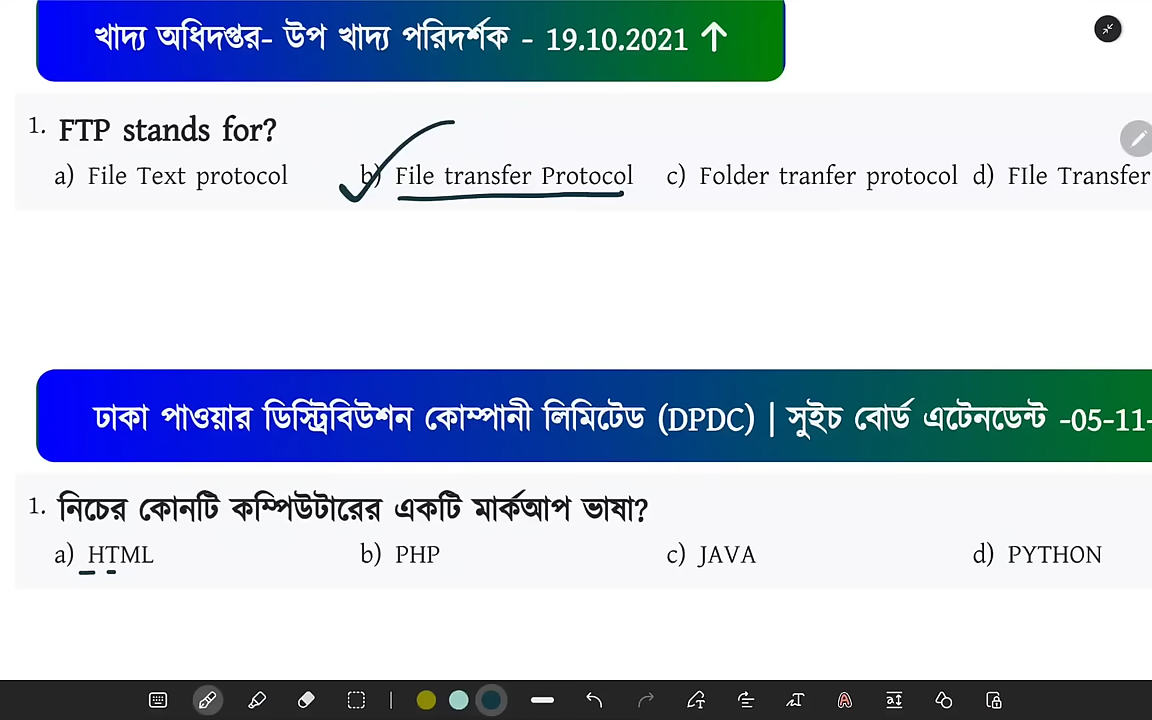 খাদ্য অধিদপ্তর- উপ খাদ্য পরিদর্শক - 19.10.2021 ↑
1. FTP stands for?
a) File Text protocol b) File transfer Protocol c) Folder tranfer protocol d) FIle Transfer
ঢাকা পাওয়ার ডিস্ট্রিবিউশন কোম্পানী লিমিটেড (DPDC) | সুইচ বোর্ড এটেনডেন্ট -05-11-
1. নিচের কোনটি কম্পিউটারের একটি মার্কআপ ভাষা?
a) HTML b) PHP c) JAVA d) PYTHON